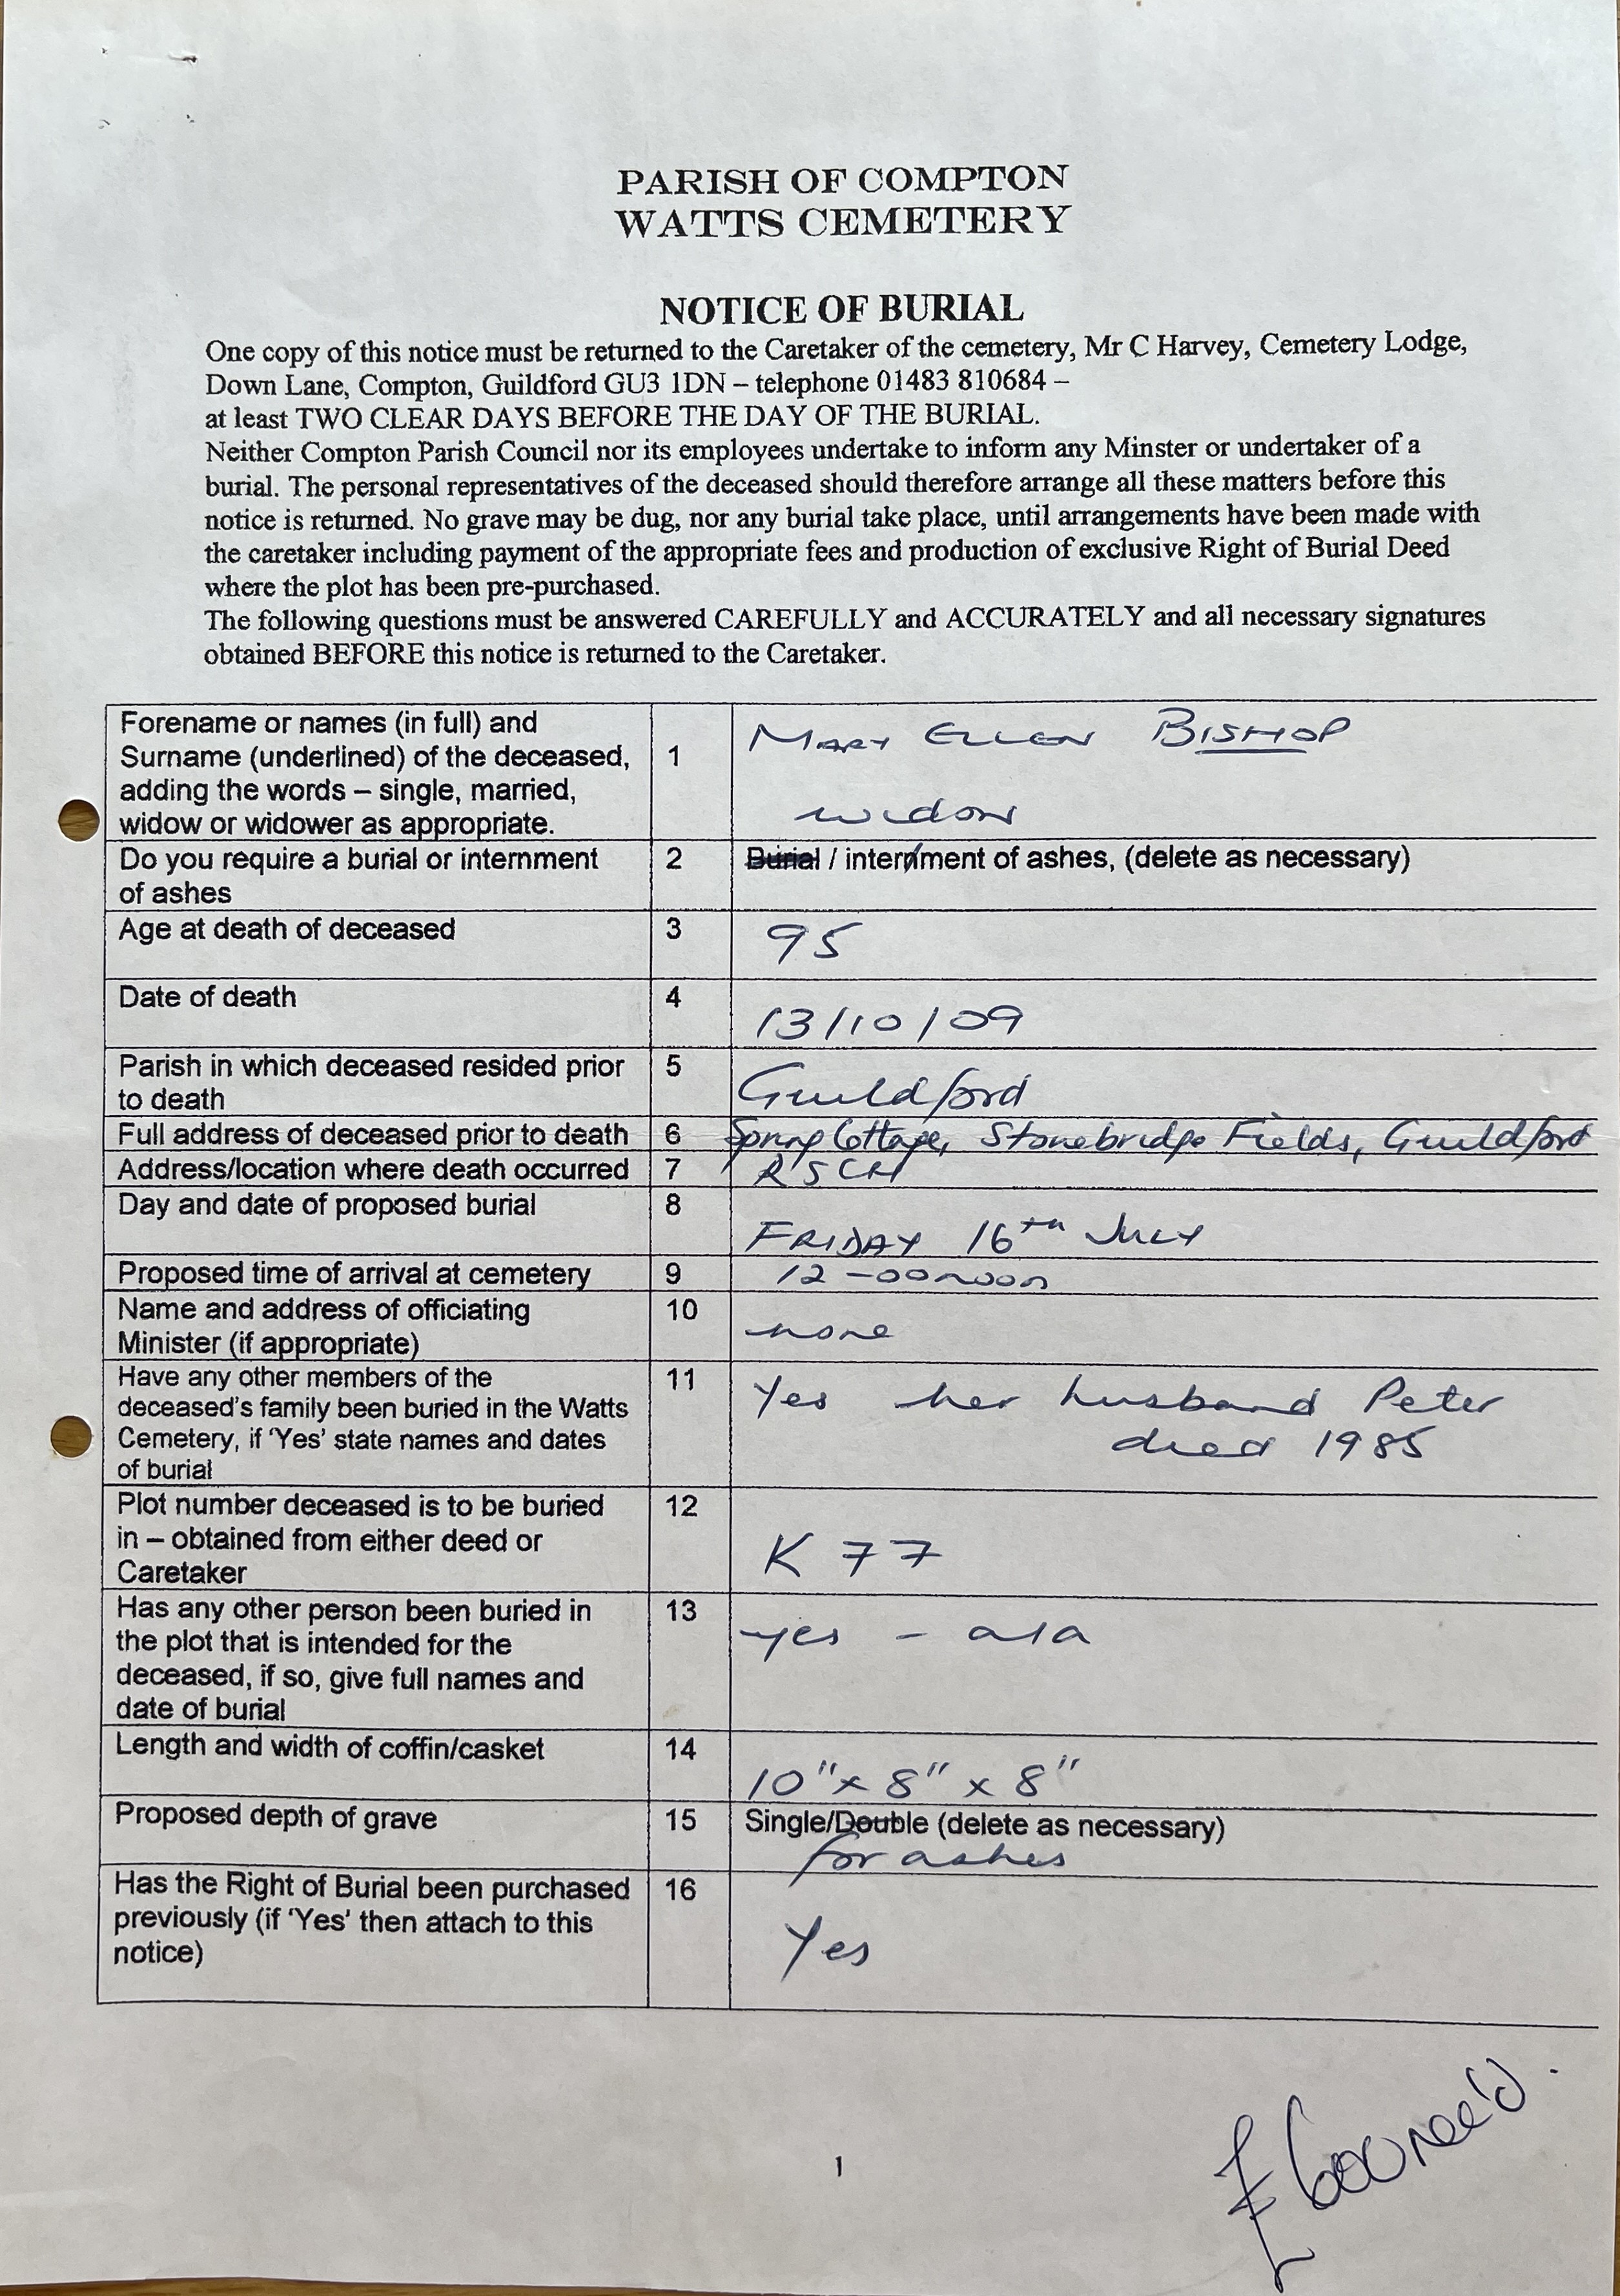 PARISH OF COMPTON
WATTS CEMETERY
NOTICE OF BURIAL
One copy of this notice must be returned to the Caretaker of the cemetery, Mr C Harvey, Cemetery Lodge,
Down Lane, Compton, Guildford GU3 1DN – telephone 01483 810684 –
at least TWO CLEAR DAYS BEFORE THE DAY OF THE BURIAL.
Neither Compton Parish Council nor its employees undertake to inform any Minster or undertaker of a
burial. The personal representatives of the deceased should therefore arrange all these matters before this
notice is returned. No grave may be dug, nor any burial take place, until arrangements have been made with
the caretaker including payment of the appropriate fees and production of exclusive Right of Burial Deed
where the plot has been pre-purchased.
The following questions must be answered CAREFULLY and ACCURATELY and all necessary signatures
obtained BEFORE this notice is returned to the Caretaker.
Forename or names (in full) and
Surname (underlined) of the deceased,
adding the words – single, married,
widow or widower as appropriate.
1
MARY ELLEN BISHOP
widow
Do you require a burial or internment
of ashes
2
Burial / internment of ashes, (delete as necessary)
Age at death of deceased
3
95
Date of death
4
13/10/09
Parish in which deceased resided prior
to death
5
Guildford
Full address of deceased prior to death
6
Spring Cottage, Stonebridge Fields, Guildford
Address/location where death occurred
7
RSCH
Day and date of proposed burial
8
FRIDAY 16th JULY
Proposed time of arrival at cemetery
9
12-00 noon
Name and address of officiating
Minister (if appropriate)
10
none
Have any other members of the
deceased's family been buried in the Watts
Cemetery, if 'Yes' state names and dates
of burial
11
Yes her husband Peter
died 1985
Plot number deceased is to be buried
in – obtained from either deed or
Caretaker
12
K 77
Has any other person been buried in
the plot that is intended for the
deceased, if so, give full names and
date of burial
13
yes - a/a
Length and width of coffin/casket
14
10" x 8" x 8"
Proposed depth of grave
15
Single/Double (delete as necessary)
for ashes
Has the Right of Burial been purchased
previously (if 'Yes' then attach to this
notice)
16
Yes
1
£600 rec'd.